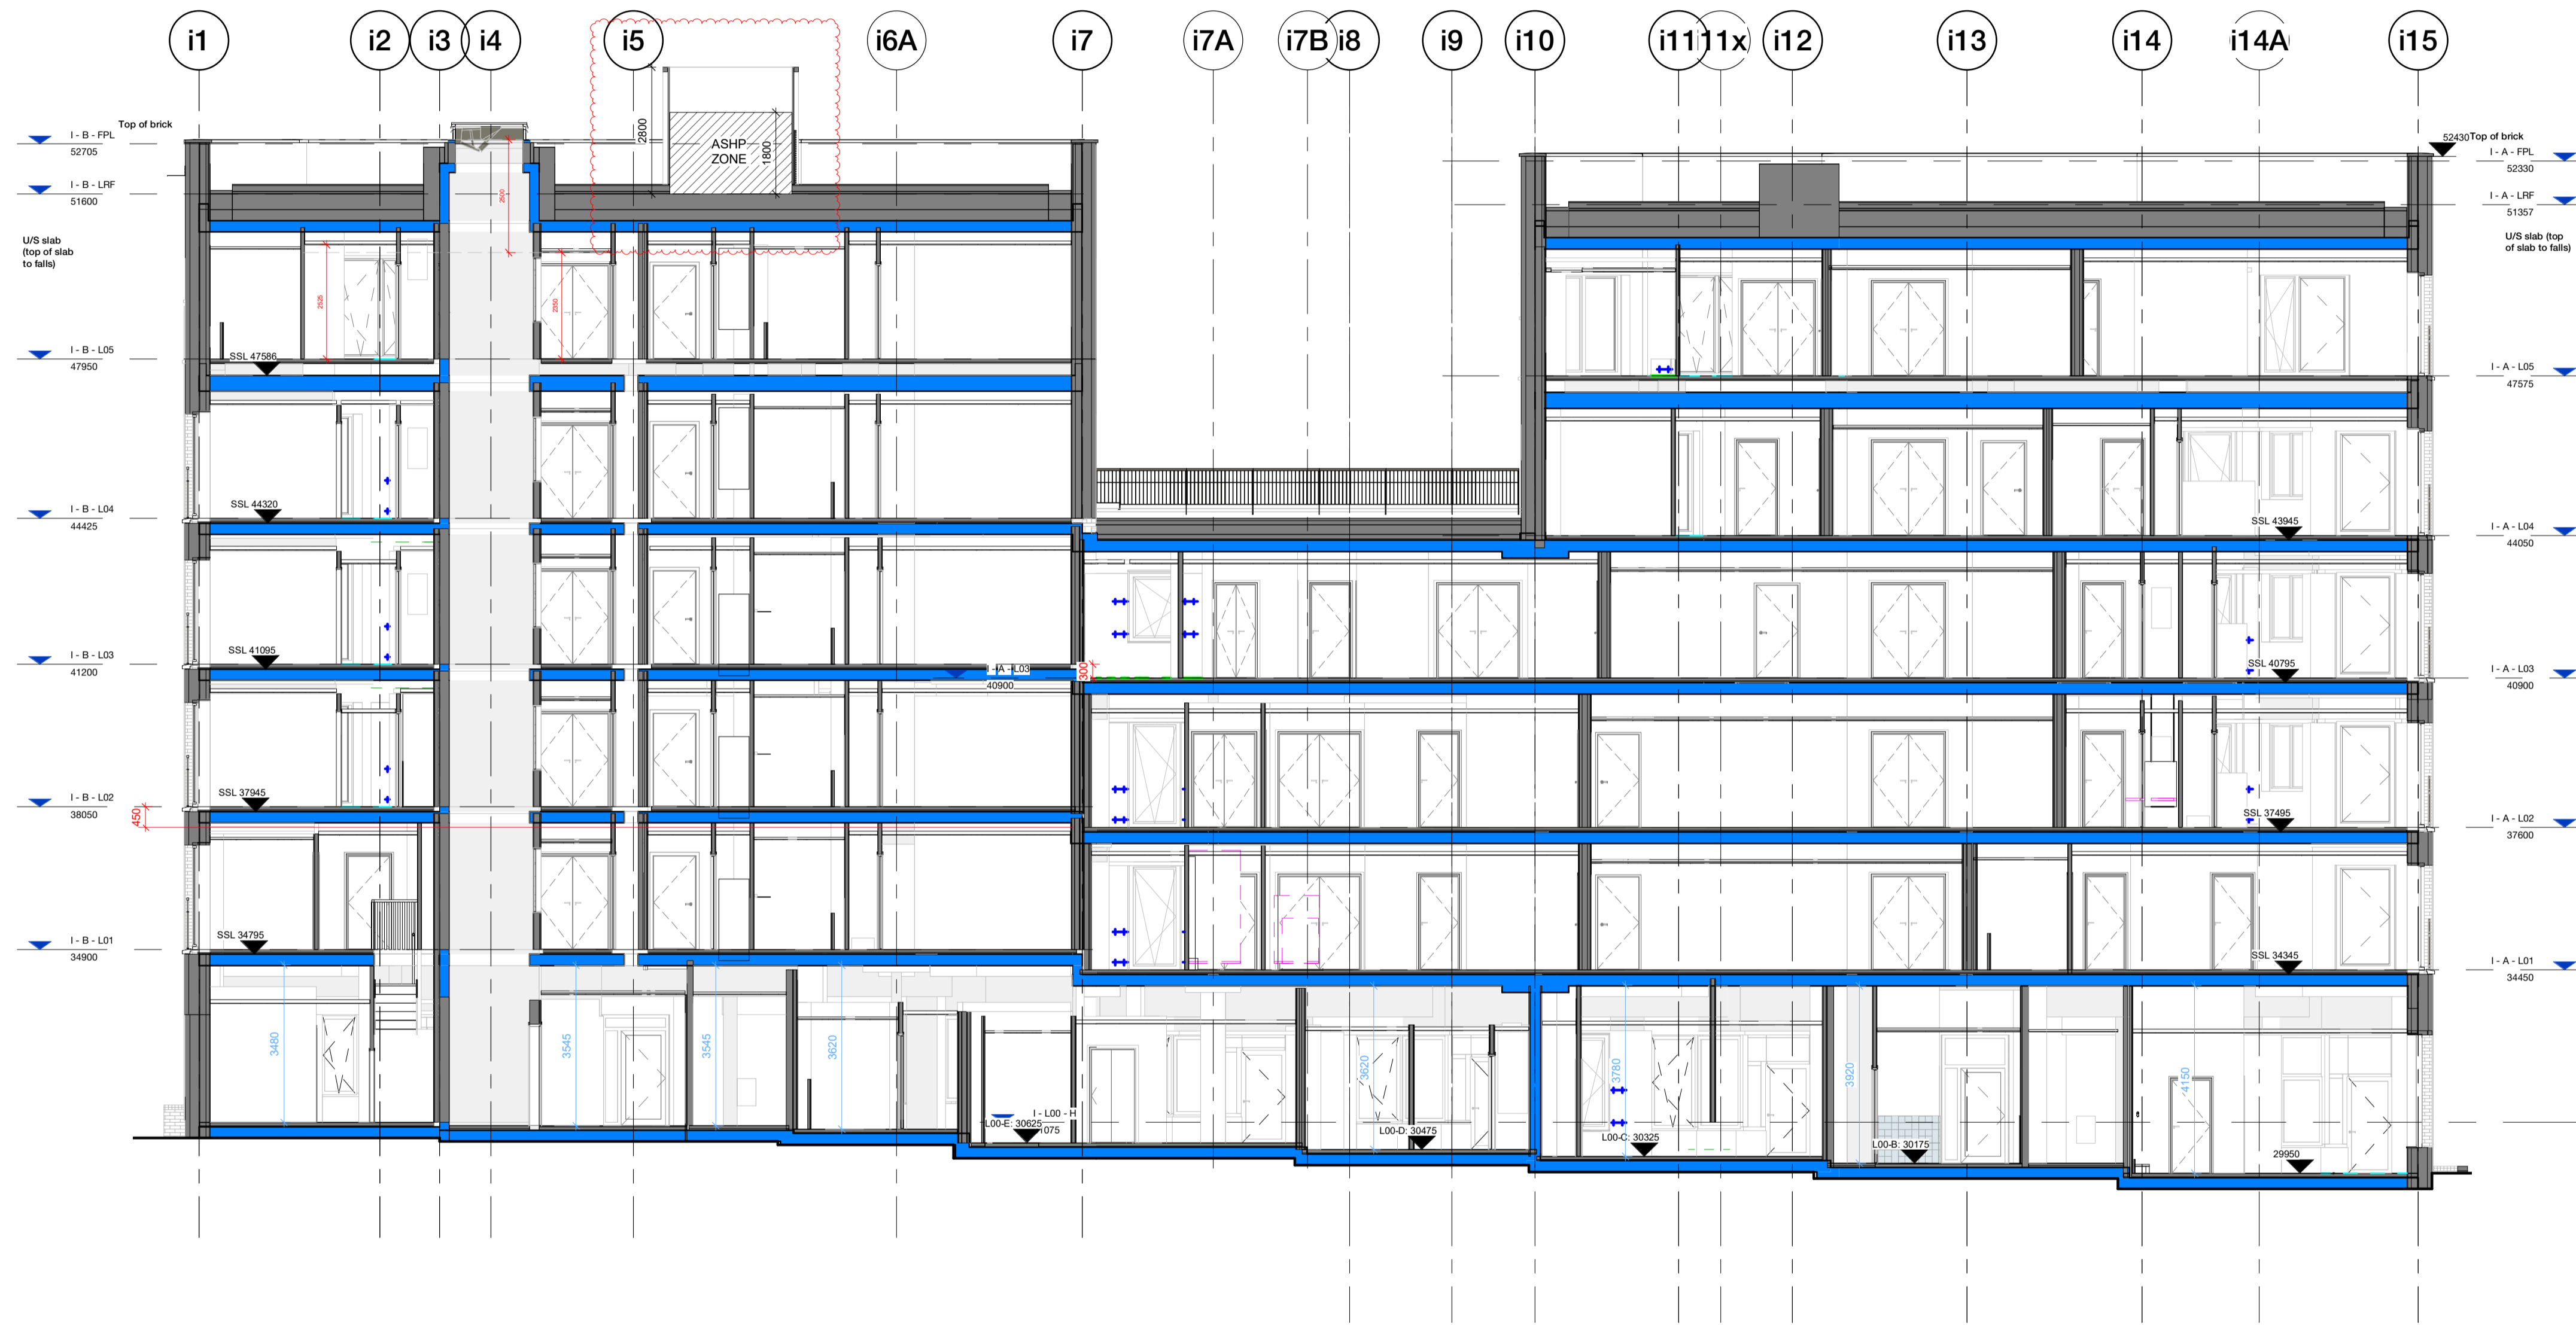 i1 i2 i3 i4 i5 i6A i7 i7A i7B i8 i9 i10 i11 i11x i12 i13 i14 i14A i15
Top of brick
I - B - FPL
52705
I - B - LRF
51600
U/S slab
(top of slab
to falls)
I - B - L05
47950
I - B - L04
44425
I - B - L03
41200
I - B - L02
38050
450
I - B - L01
34900
2800
ASHP
ZONE
1800
2500
2525
2350
SSL 47586
SSL 44320
SSL 41095
SSL 37945
SSL 34795
I - A - L03
40900
300
3480
3545
3545
3620
I - L00 - H
L00-E: 30625
075
3620
L00-D: 30475
3780
L00-C: 30325
3920
L00-B: 30175
4150
29950
SSL 43945
SSL 40795
SSL 37495
SSL 34345
52430
Top of brick
I - A - FPL
52330
I - A - LRF
51357
U/S slab (top
of slab to falls)
I - A - L05
47575
I - A - L04
44050
I - A - L03
40900
I - A - L02
37600
I - A - L01
34450